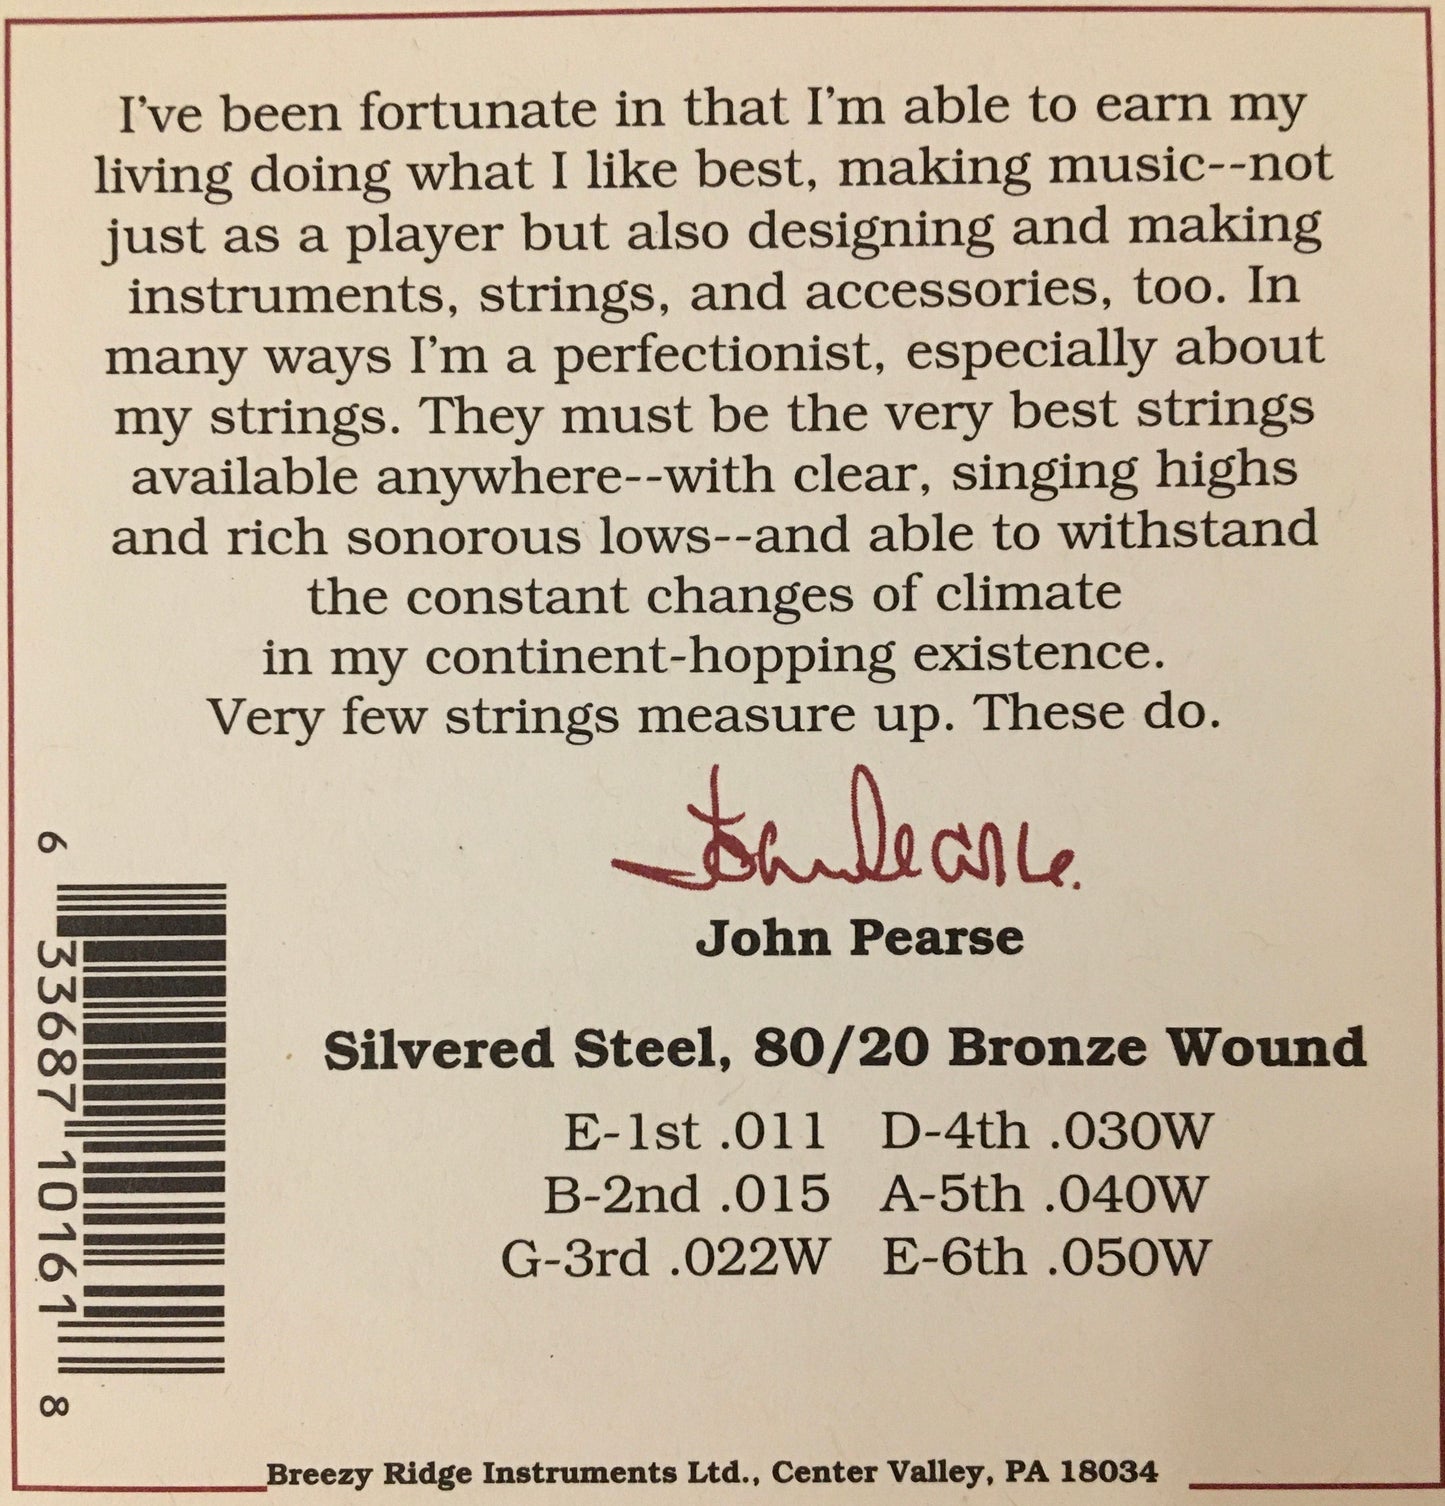 I've been fortunate in that I'm able to earn my
living doing what I like best, making music--not
just as a player but also designing and making
instruments, strings, and accessories, too. In
many ways I'm a perfectionist, especially about
my strings. They must be the very best strings
available anywhere--with clear, singing highs
and rich sonorous lows--and able to withstand
the constant changes of climate
in my continent-hopping existence.
Very few strings measure up. These do.
John Pearse.
John Pearse
Silvered Steel, 80/20 Bronze Wound
E-1st .011 D-4th .030W
B-2nd .015 A-5th .040W
G-3rd .022W E-6th .050W
6 33687 10161 8
Breezy Ridge Instruments Ltd., Center Valley, PA 18034